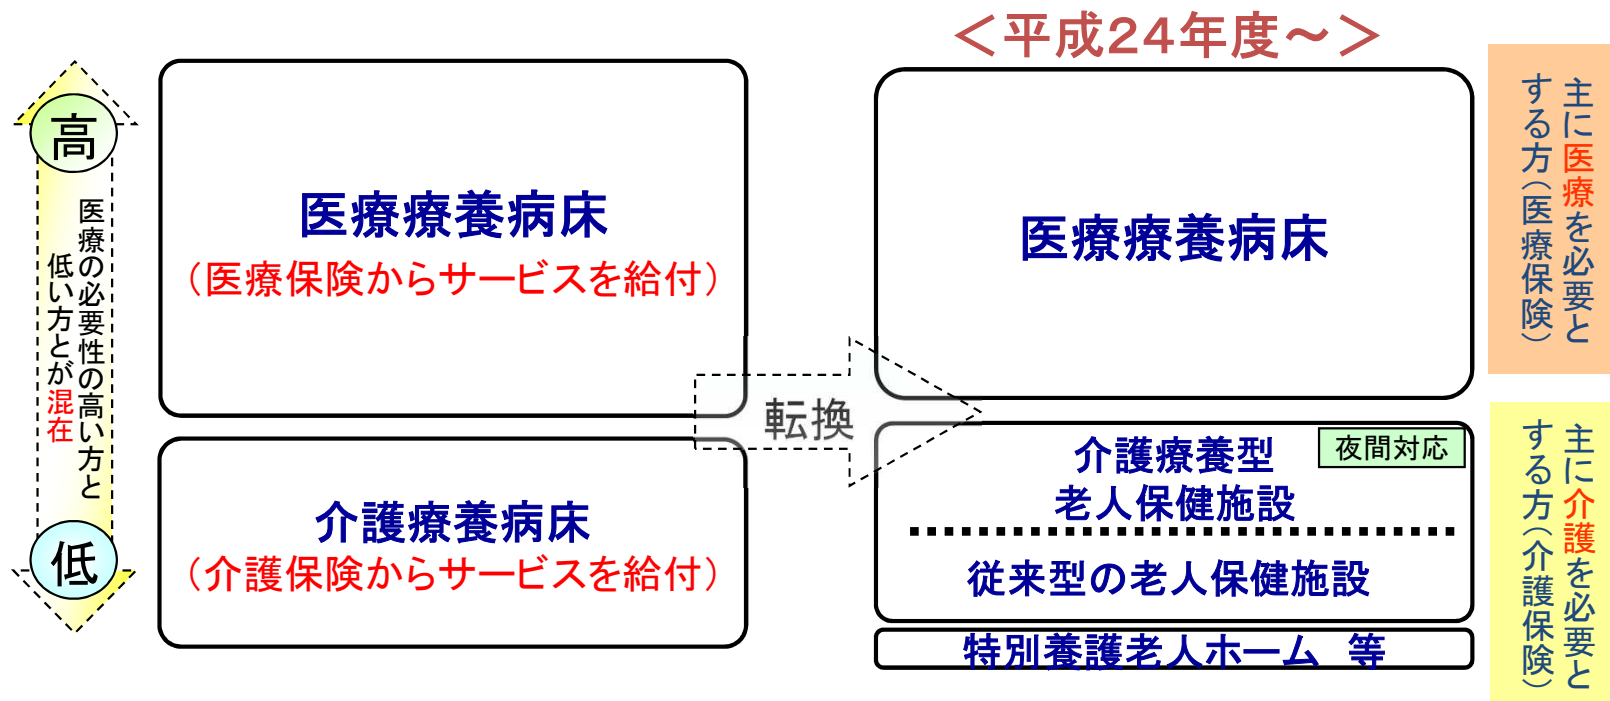 ＜平成２４年度～＞
高
医療の必要性の高い方と
低い方とが混在
低
医療療養病床
（医療保険からサービスを給付）
介護療養病床
（介護保険からサービスを給付）
転換
医療療養病床
介護療養型
老人保健施設
夜間対応
従来型の老人保健施設
特別養護老人ホーム　等
主に医療を必要と
する方（医療保険）
主に介護を必要と
する方（介護保険）